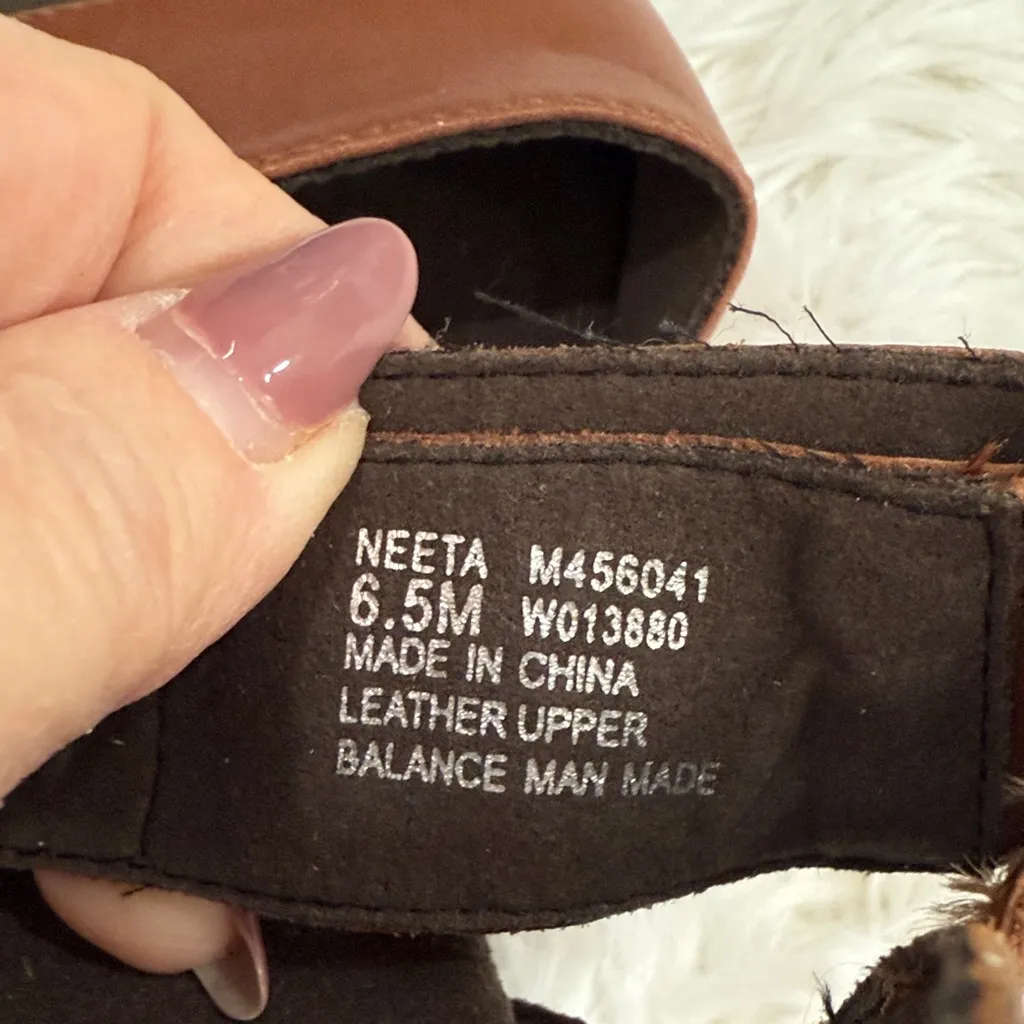 NEETA M456041
6.5M W013880
MADE IN CHINA
LEATHER UPPER
BALANCE MAN MADE